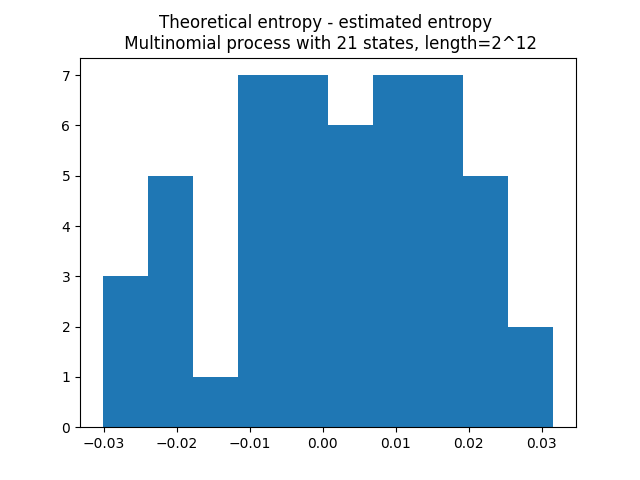 Theoretical entropy - estimated entropy
Multinomial process with 21 states, length=2^12
7
6
5
4
3
2
1
0
−0.03 −0.02 −0.01 0.00 0.01 0.02 0.03